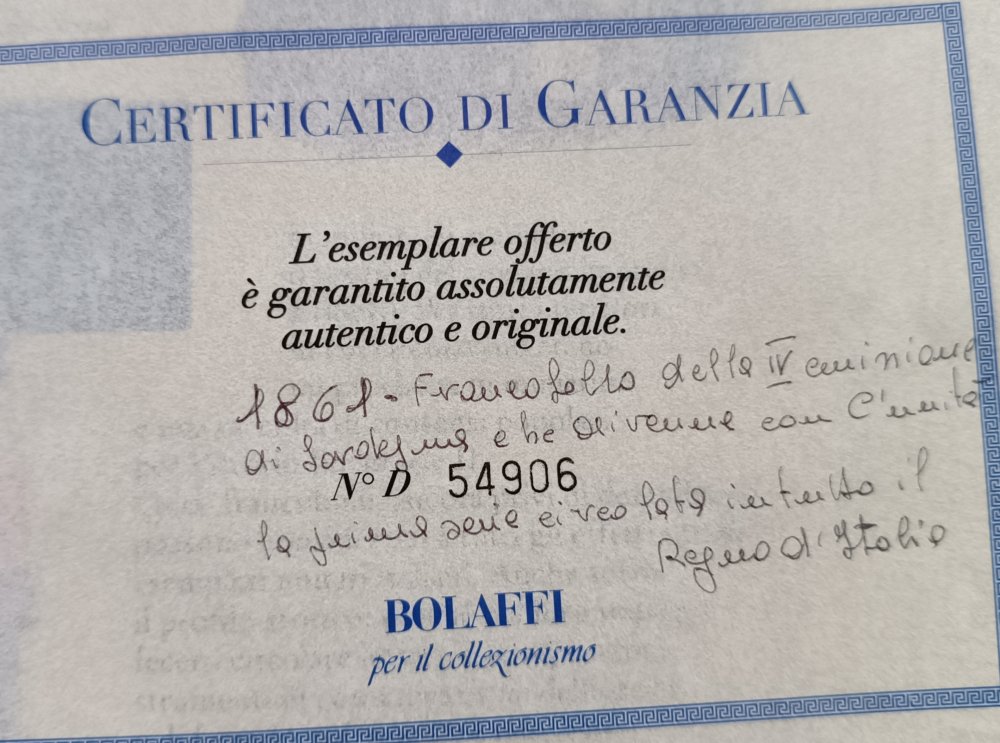 CERTIFICATO DI GARANZIA
L'esemplare offerto
è garantito assolutamente
autentico e originale.
1861 - Francobollo della IV emissione
di Sardegna che divenne con l'unità
N° D 54906
la prima serie circolata in tutto il
Regno d'Italia
BOLAFFI
per il collezionismo